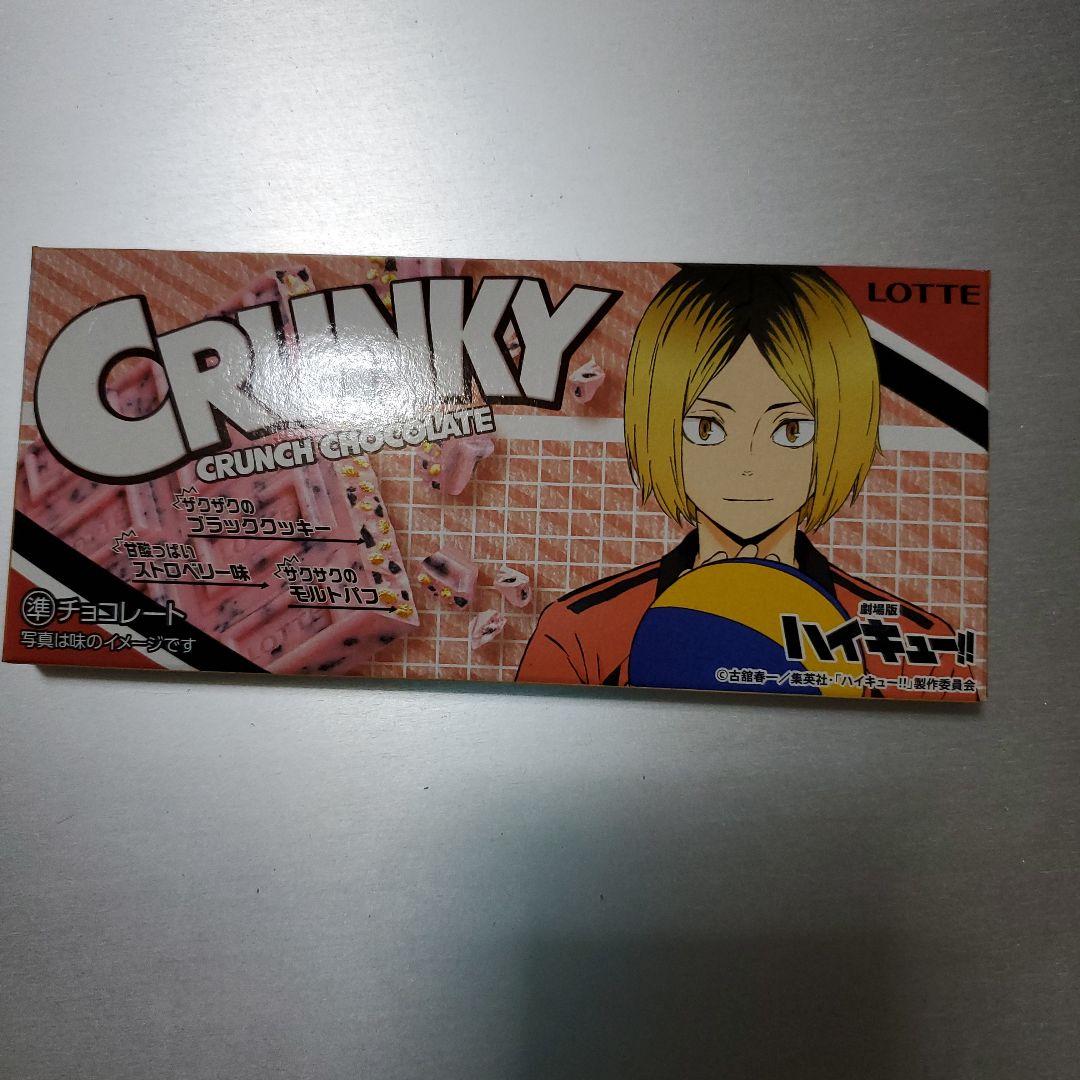 CRUNKY
CRUNCH CHOCOLATE
LOTTE
ザクザクの
ブラッククッキー
甘酸っぱい
ストロベリー味
サクサクの
モルトパフ
準チョコレート
写真は味のイメージです
劇場版
ハイキュー!!
©古舘春一/集英社・「ハイキュー!!」製作委員会